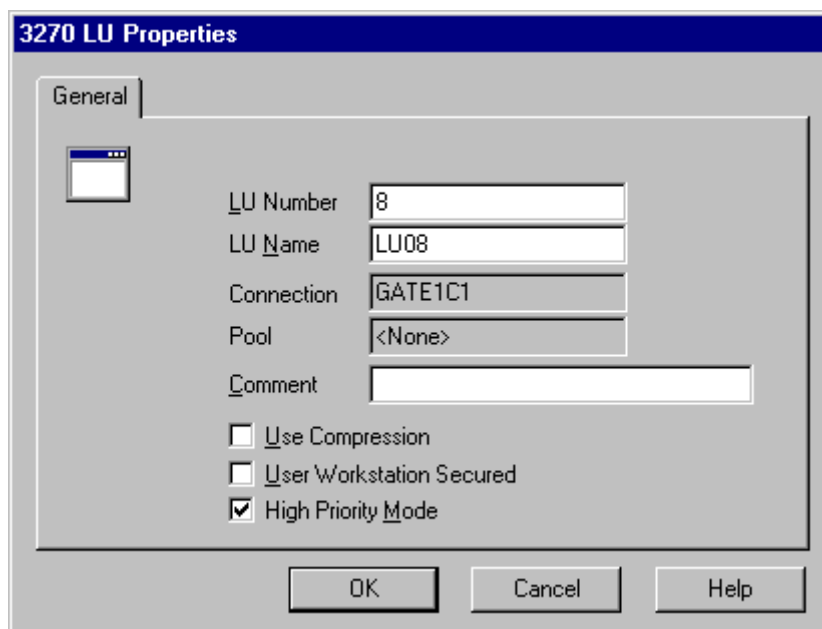 3270 LU Properties
General
LU Number 8
LU Name LU08
Connection GATE1C1
Pool <None>
Comment
Use Compression
User Workstation Secured
High Priority Mode
OK Cancel Help